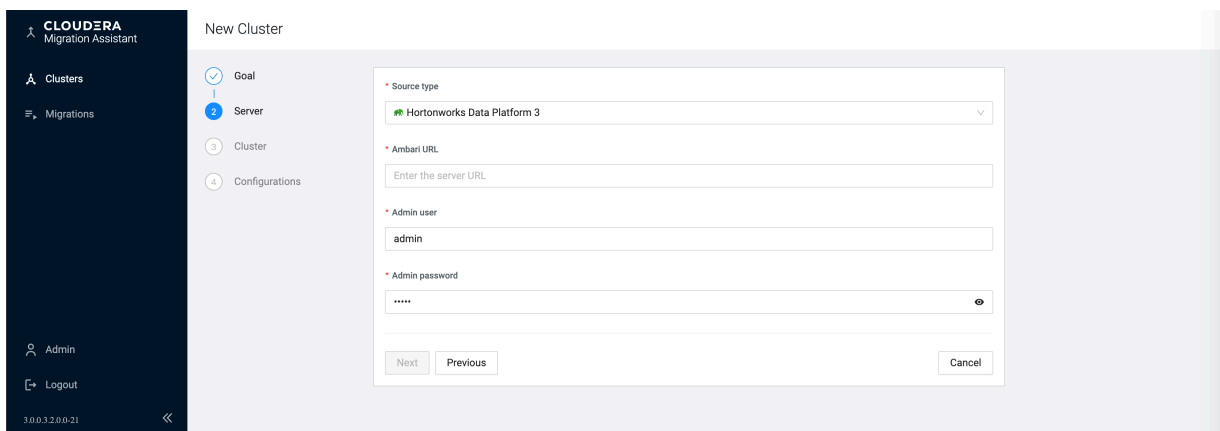 CLOUDERA
Migration Assistant
Clusters
Migrations
Admin
Logout
3.0.0.3.2.0.0-21
New Cluster
Goal
2 Server
3 Cluster
4 Configurations
* Source type
Hortonworks Data Platform 3
* Ambari URL
Enter the server URL
* Admin user
admin
* Admin password
•••••
Next Previous Cancel